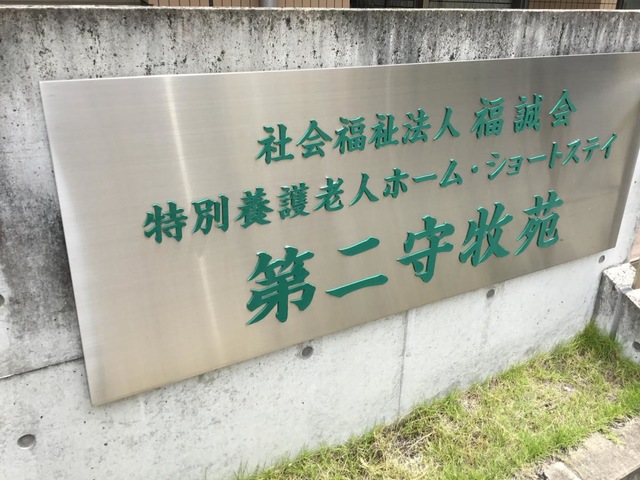 社会福祉法人 福誠会
特別養護老人ホーム・ショートステイ
第二守牧苑